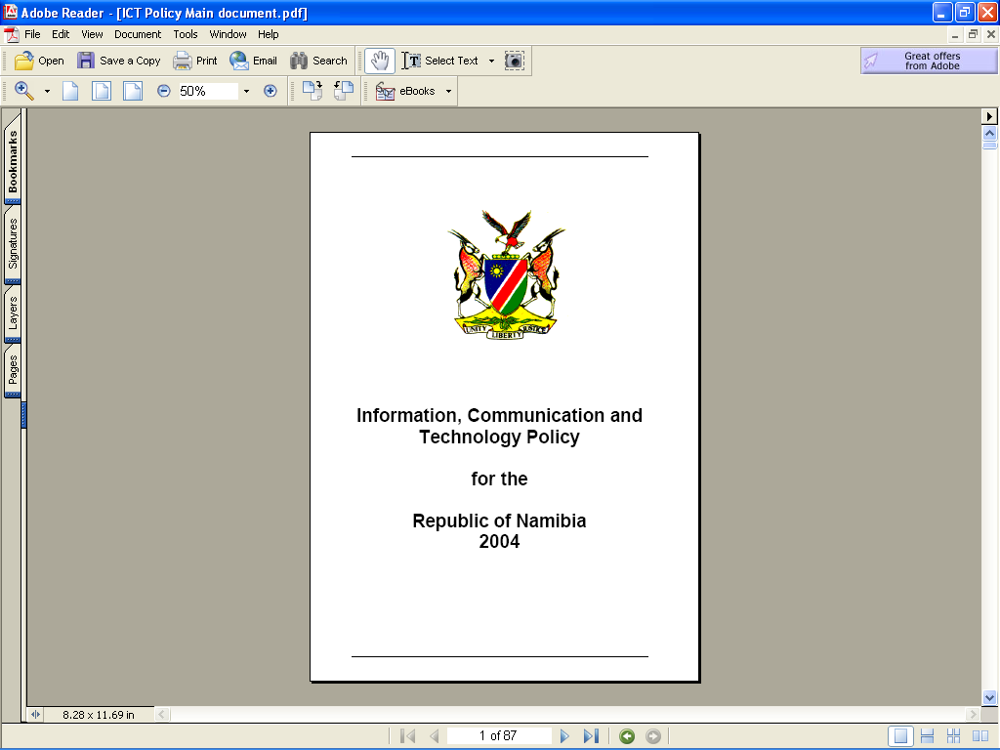 Adobe Reader - [ICT Policy Main document.pdf]
File Edit View Document Tools Window Help
Open Save a Copy Print Email Search Select Text
Great offers
from Adobe
50% eBooks
Bookmarks
Signatures
Layers
Pages
UNITY LIBERTY JUSTICE
Information, Communication and
Technology Policy
for the
Republic of Namibia
2004
8.28 x 11.69 in
1 of 87